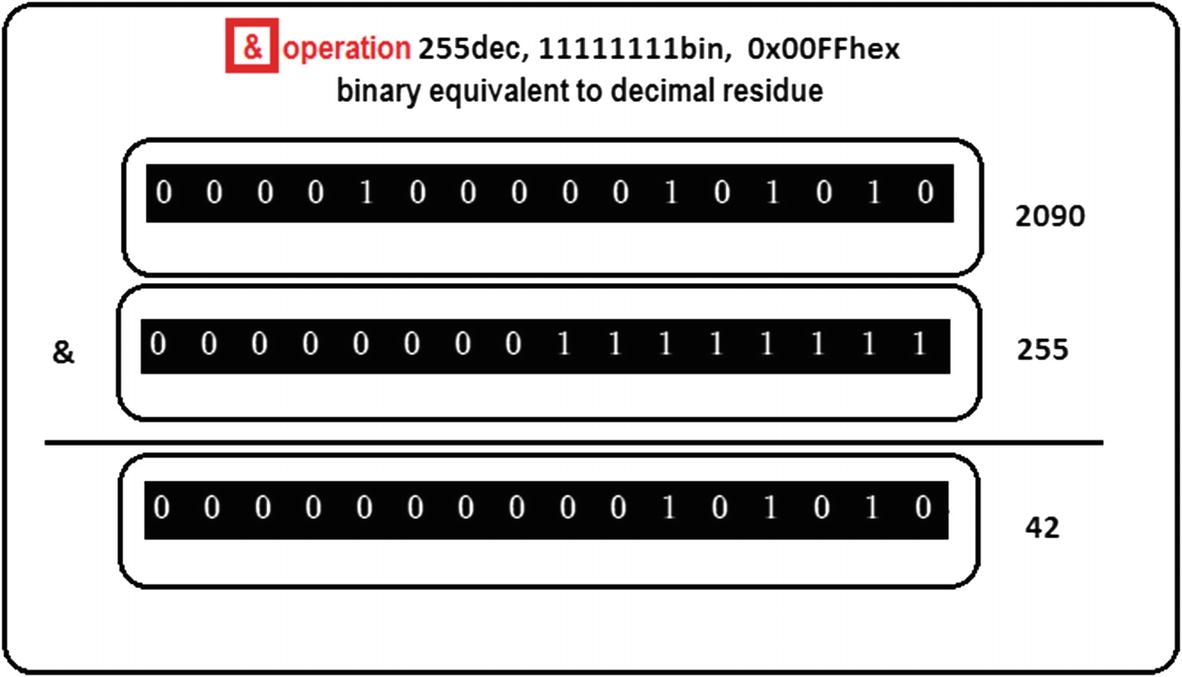 & operation 255dec, 11111111bin, 0x00FFhex
binary equivalent to decimal residue
0 0 0 0 1 0 0 0 0 0 1 0 1 0 1 0 2090
& 0 0 0 0 0 0 0 0 1 1 1 1 1 1 1 1 255
0 0 0 0 0 0 0 0 0 0 1 0 1 0 1 0 42